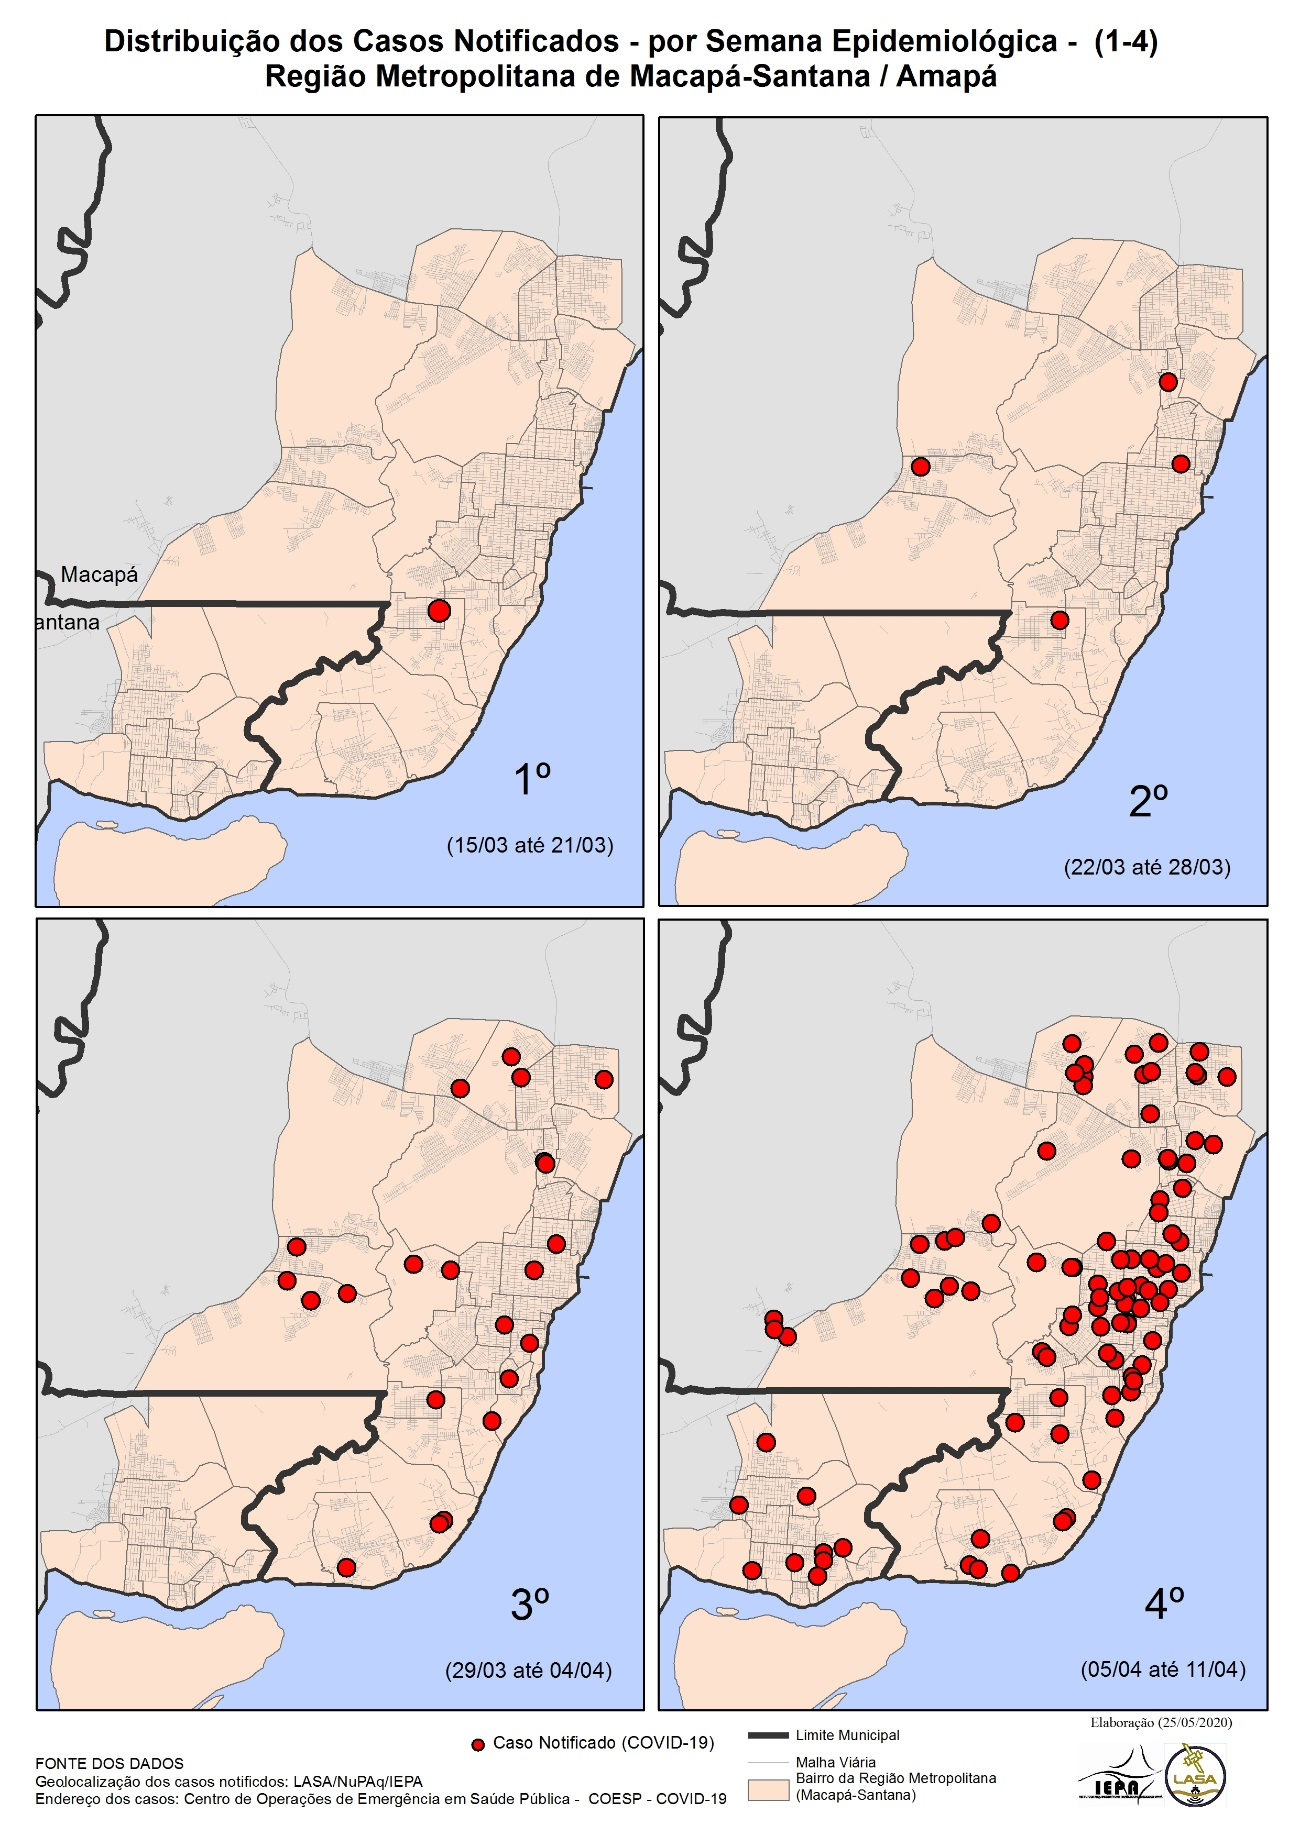 Distribuição dos Casos Notificados - por Semana Epidemiológica -  (1-4)
Região Metropolitana de Macapá-Santana / Amapá
Macapá
antana
1º
(15/03 até 21/03)
2º
(22/03 até 28/03)
3º
(29/03 até 04/04)
4º
(05/04 até 11/04)
Elaboração (25/05/2020)
Caso Notificado (COVID-19)
Limite Municipal
Malha Viária
Bairro da Região Metropolitana
(Macapá-Santana)
FONTE DOS DADOS
Geolocalização dos casos notificdos: LASA/NuPAq/IEPA
Endereço dos casos: Centro de Operações de Emergência em Saúde Pública -  COESP - COVID-19
IEPA
LASA